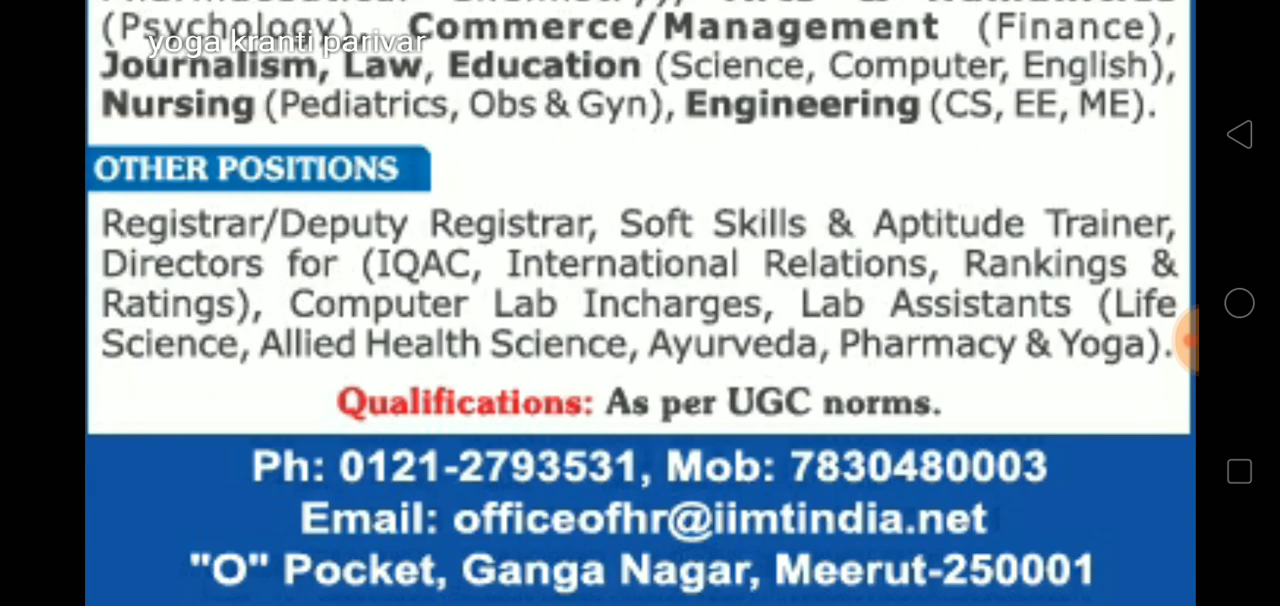 (Psychology), Commerce/Management (Finance),
yoga kranti parivar
Journalism, Law, Education (Science, Computer, English),
Nursing (Pediatrics, Obs & Gyn), Engineering (CS, EE, ME).
OTHER POSITIONS
Registrar/Deputy Registrar, Soft Skills & Aptitude Trainer,
Directors for (IQAC, International Relations, Rankings &
Ratings), Computer Lab Incharges, Lab Assistants (Life
Science, Allied Health Science, Ayurveda, Pharmacy & Yoga).
Qualifications: As per UGC norms.
Ph: 0121-2793531, Mob: 7830480003
Email: officeofhr@iimtindia.net
"O" Pocket, Ganga Nagar, Meerut-250001